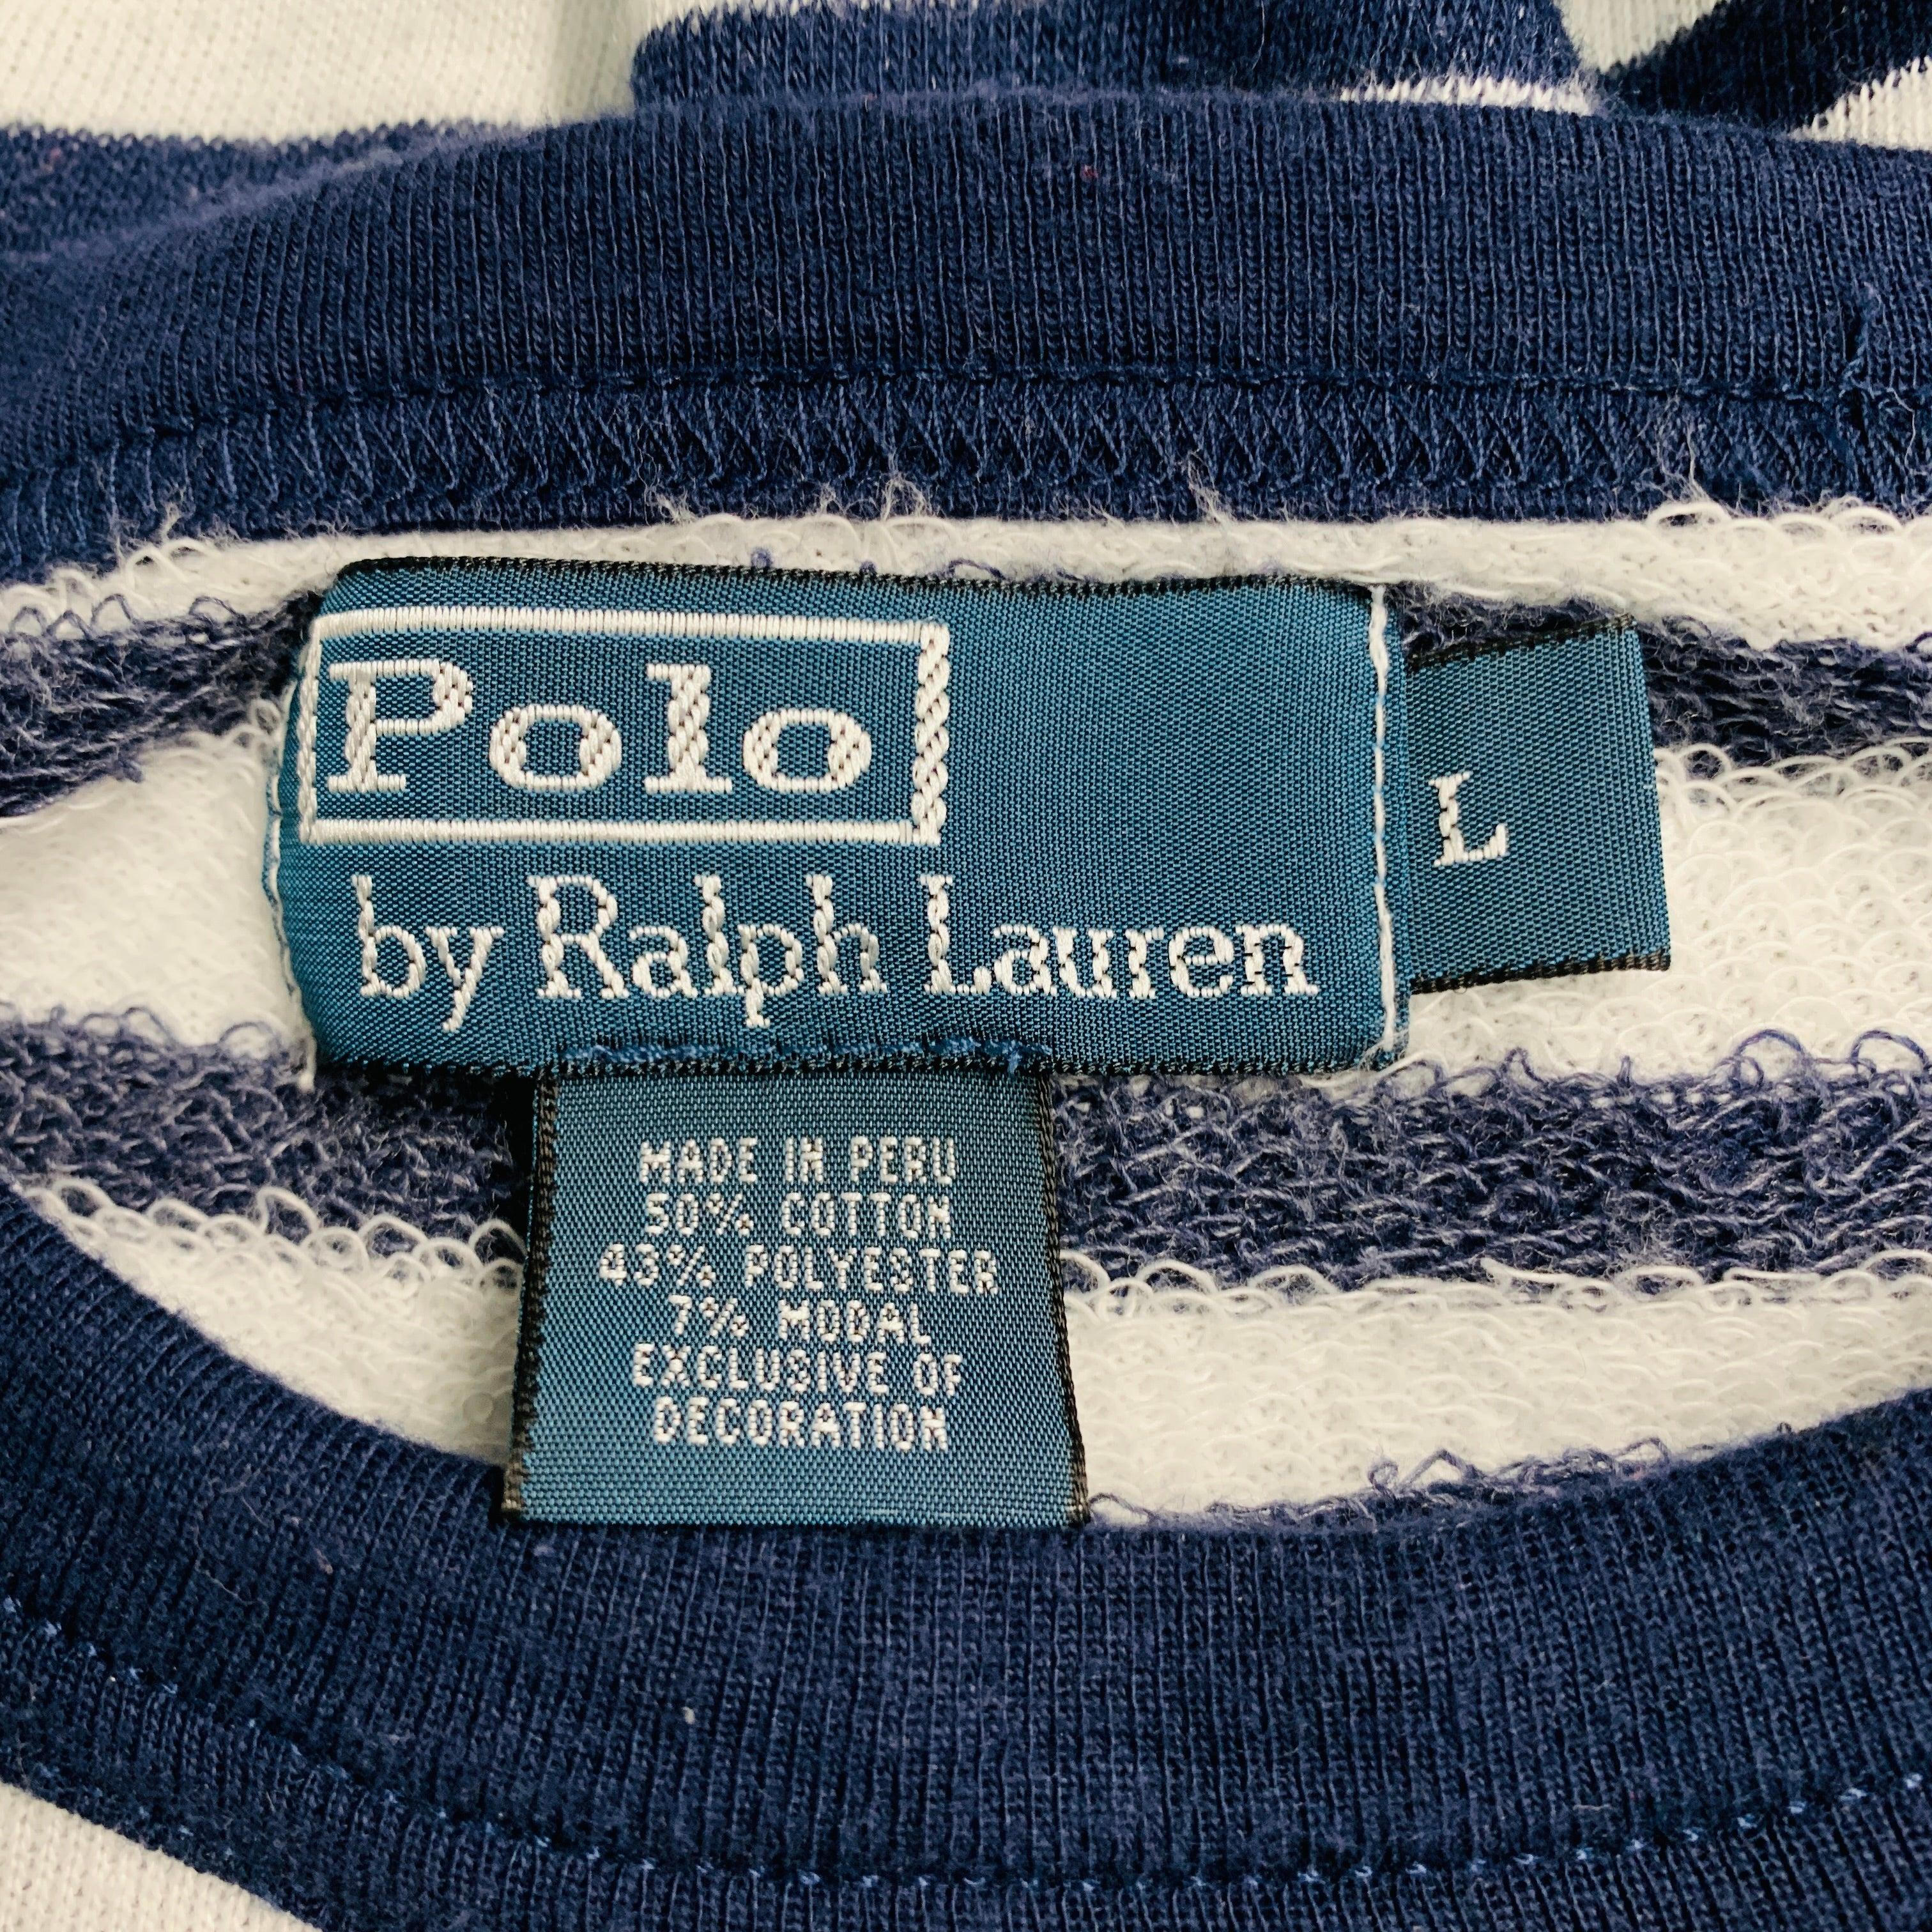 Polo
by Ralph Lauren
L
MADE IN PERU
50% COTTON
43% POLYESTER
7% MODAL
EXCLUSIVE OF
DECORATION